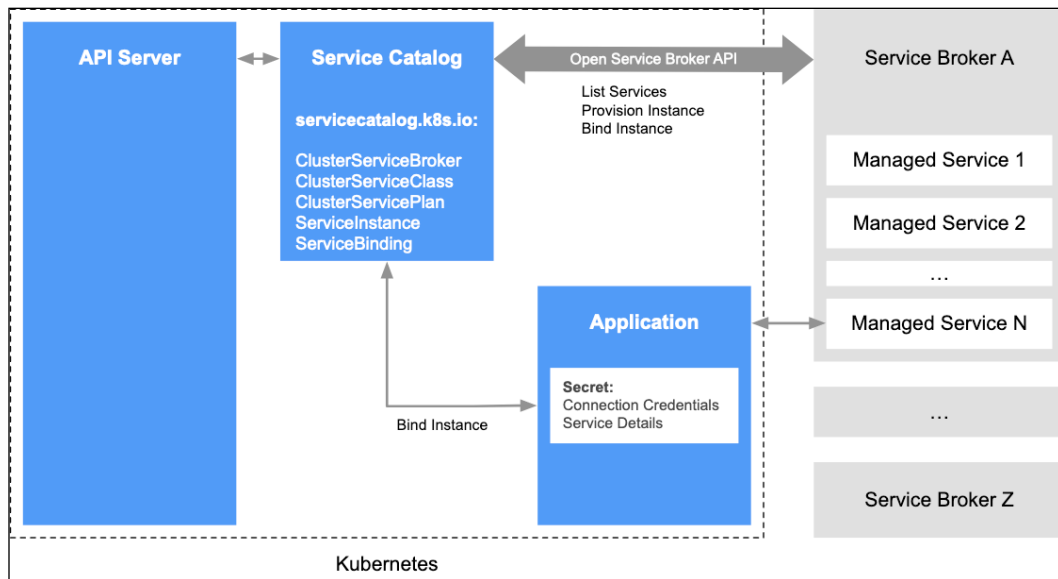 API Server
Service Catalog
servicecatalog.k8s.io:
ClusterServiceBroker
ClusterServiceClass
ClusterServicePlan
ServiceInstance
ServiceBinding
Open Service Broker API
List Services
Provision Instance
Bind Instance
Service Broker A
Managed Service 1
Managed Service 2
...
Managed Service N
Application
Secret:
Connection Credentials
Service Details
Bind Instance
...
Service Broker Z
Kubernetes